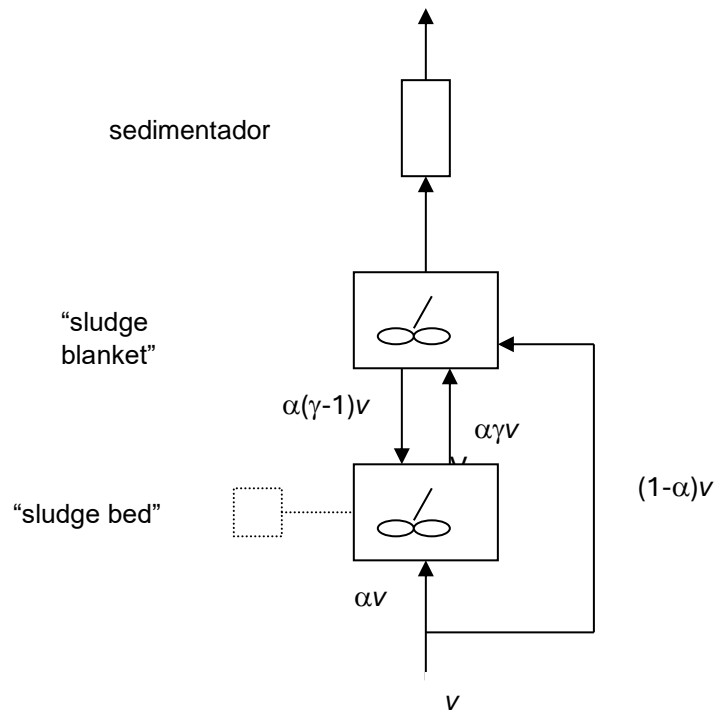 sedimentador
“sludge
blanket”
α(γ-1)v
αγv
“sludge bed”
(1-α)v
αv
v